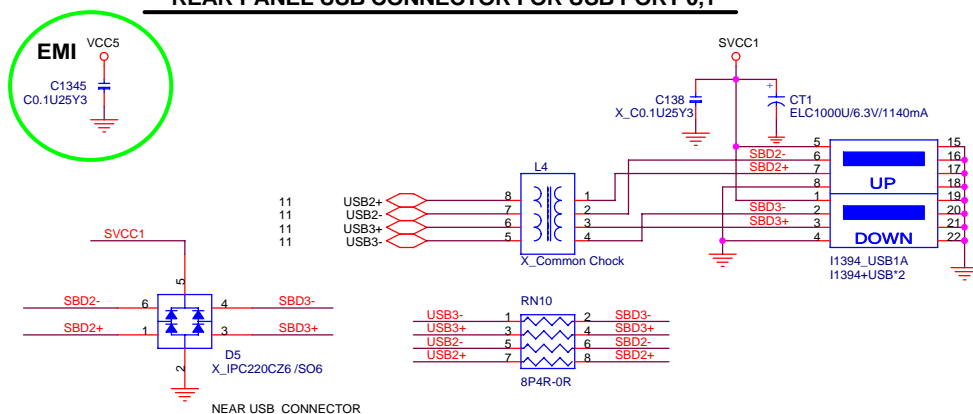 REAR PANEL USB CONNECTOR FOR USB PORT 0,1
EMI
VCC5
C1345
C0.1U25Y3
SVCC1
C138
X_C0.1U25Y3
+
CT1
ELC1000U/6.3V/1140mA
5
SBD2- 6
SBD2+ 7
8
1
SBD3- 2
SBD3+ 3
4
UP
DOWN
15
16
17
18
19
20
21
22
I1394_USB1A
I1394+USB*2
L4
11 USB2+ 8 1
11 USB2- 7 2
11 USB3+ 6 3
11 USB3- 5 4
X_Common Chock
SVCC1
5
SBD2- 6 4 SBD3-
SBD2+ 1 3 SBD3+
2
D5
X_IPC220CZ6 /SO6
NEAR USB CONNECTOR
RN10
USB3- 1 2 SBD3-
USB3+ 3 4 SBD3+
USB2- 5 6 SBD2-
USB2+ 7 8 SBD2+
8P4R-0R